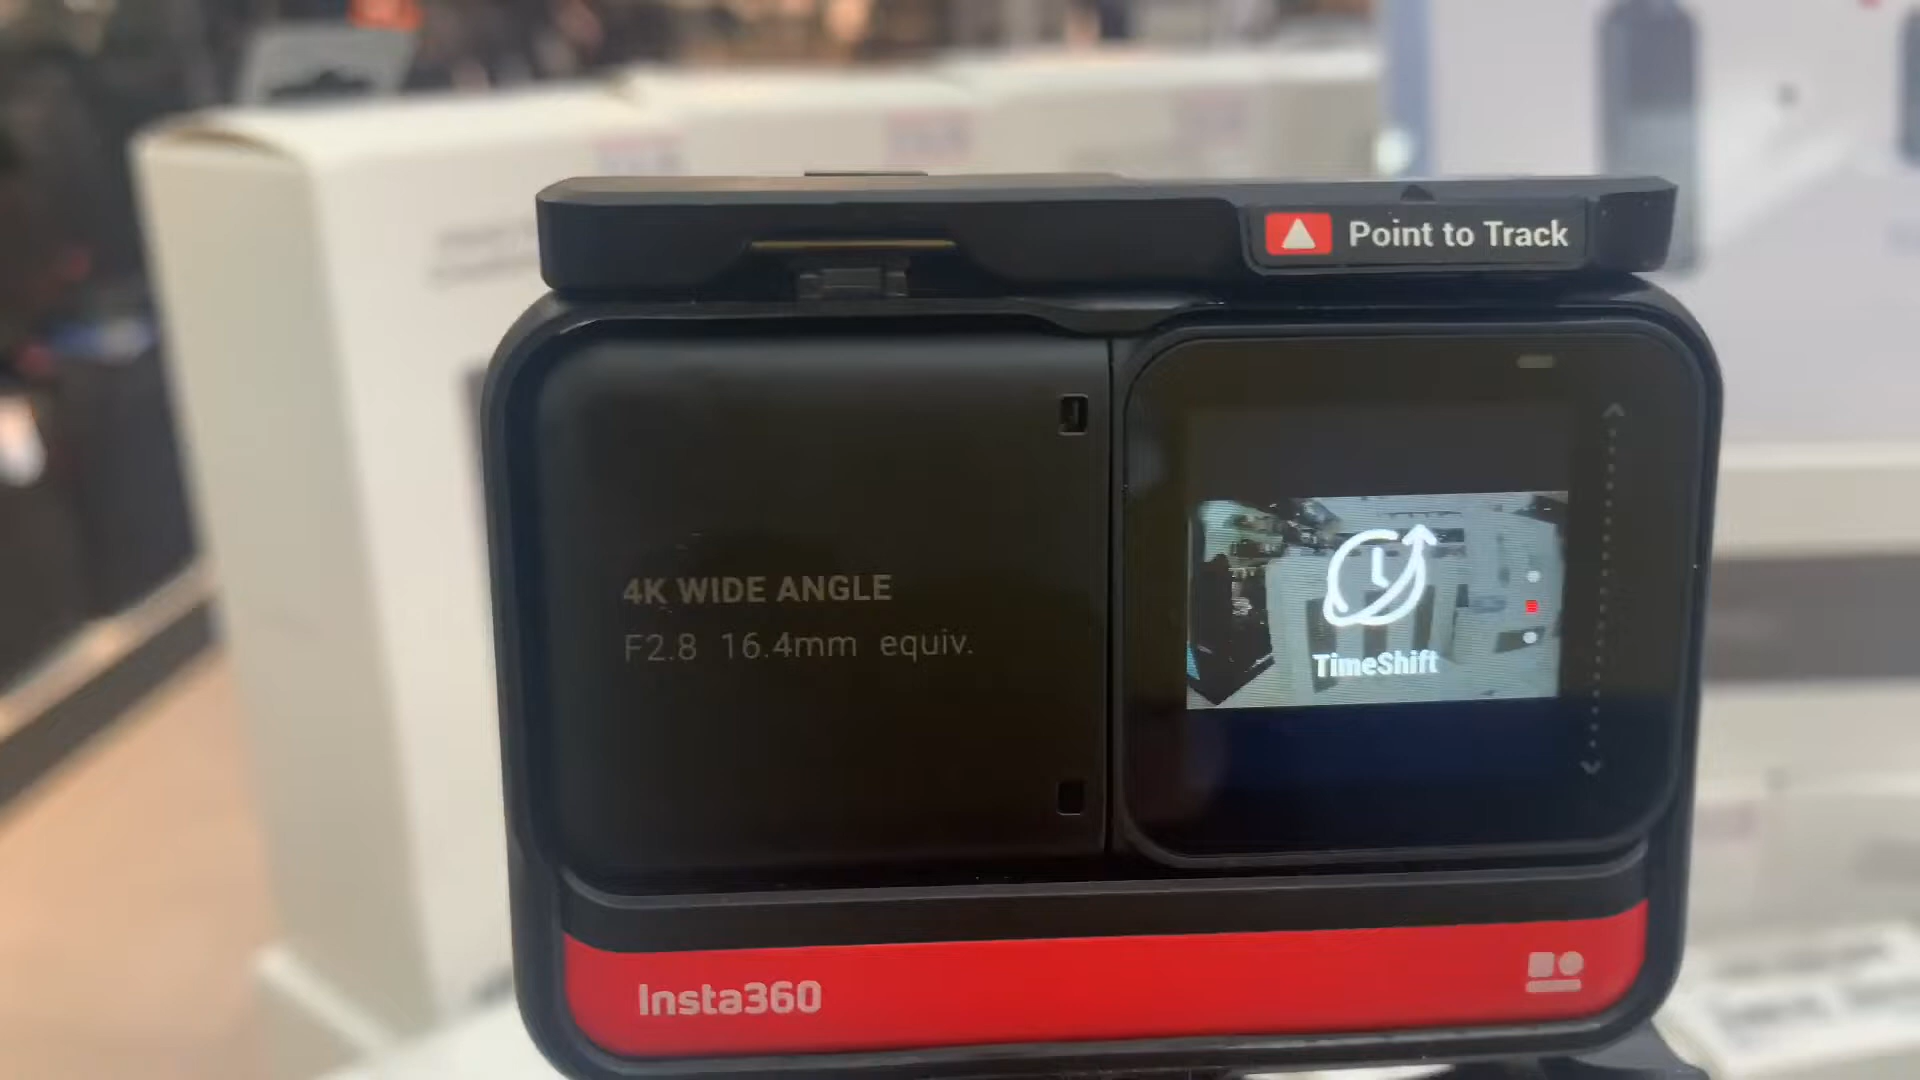 Point to Track
4K WIDE ANGLE
F2.8 16.4mm equiv.
TimeShift
Insta360